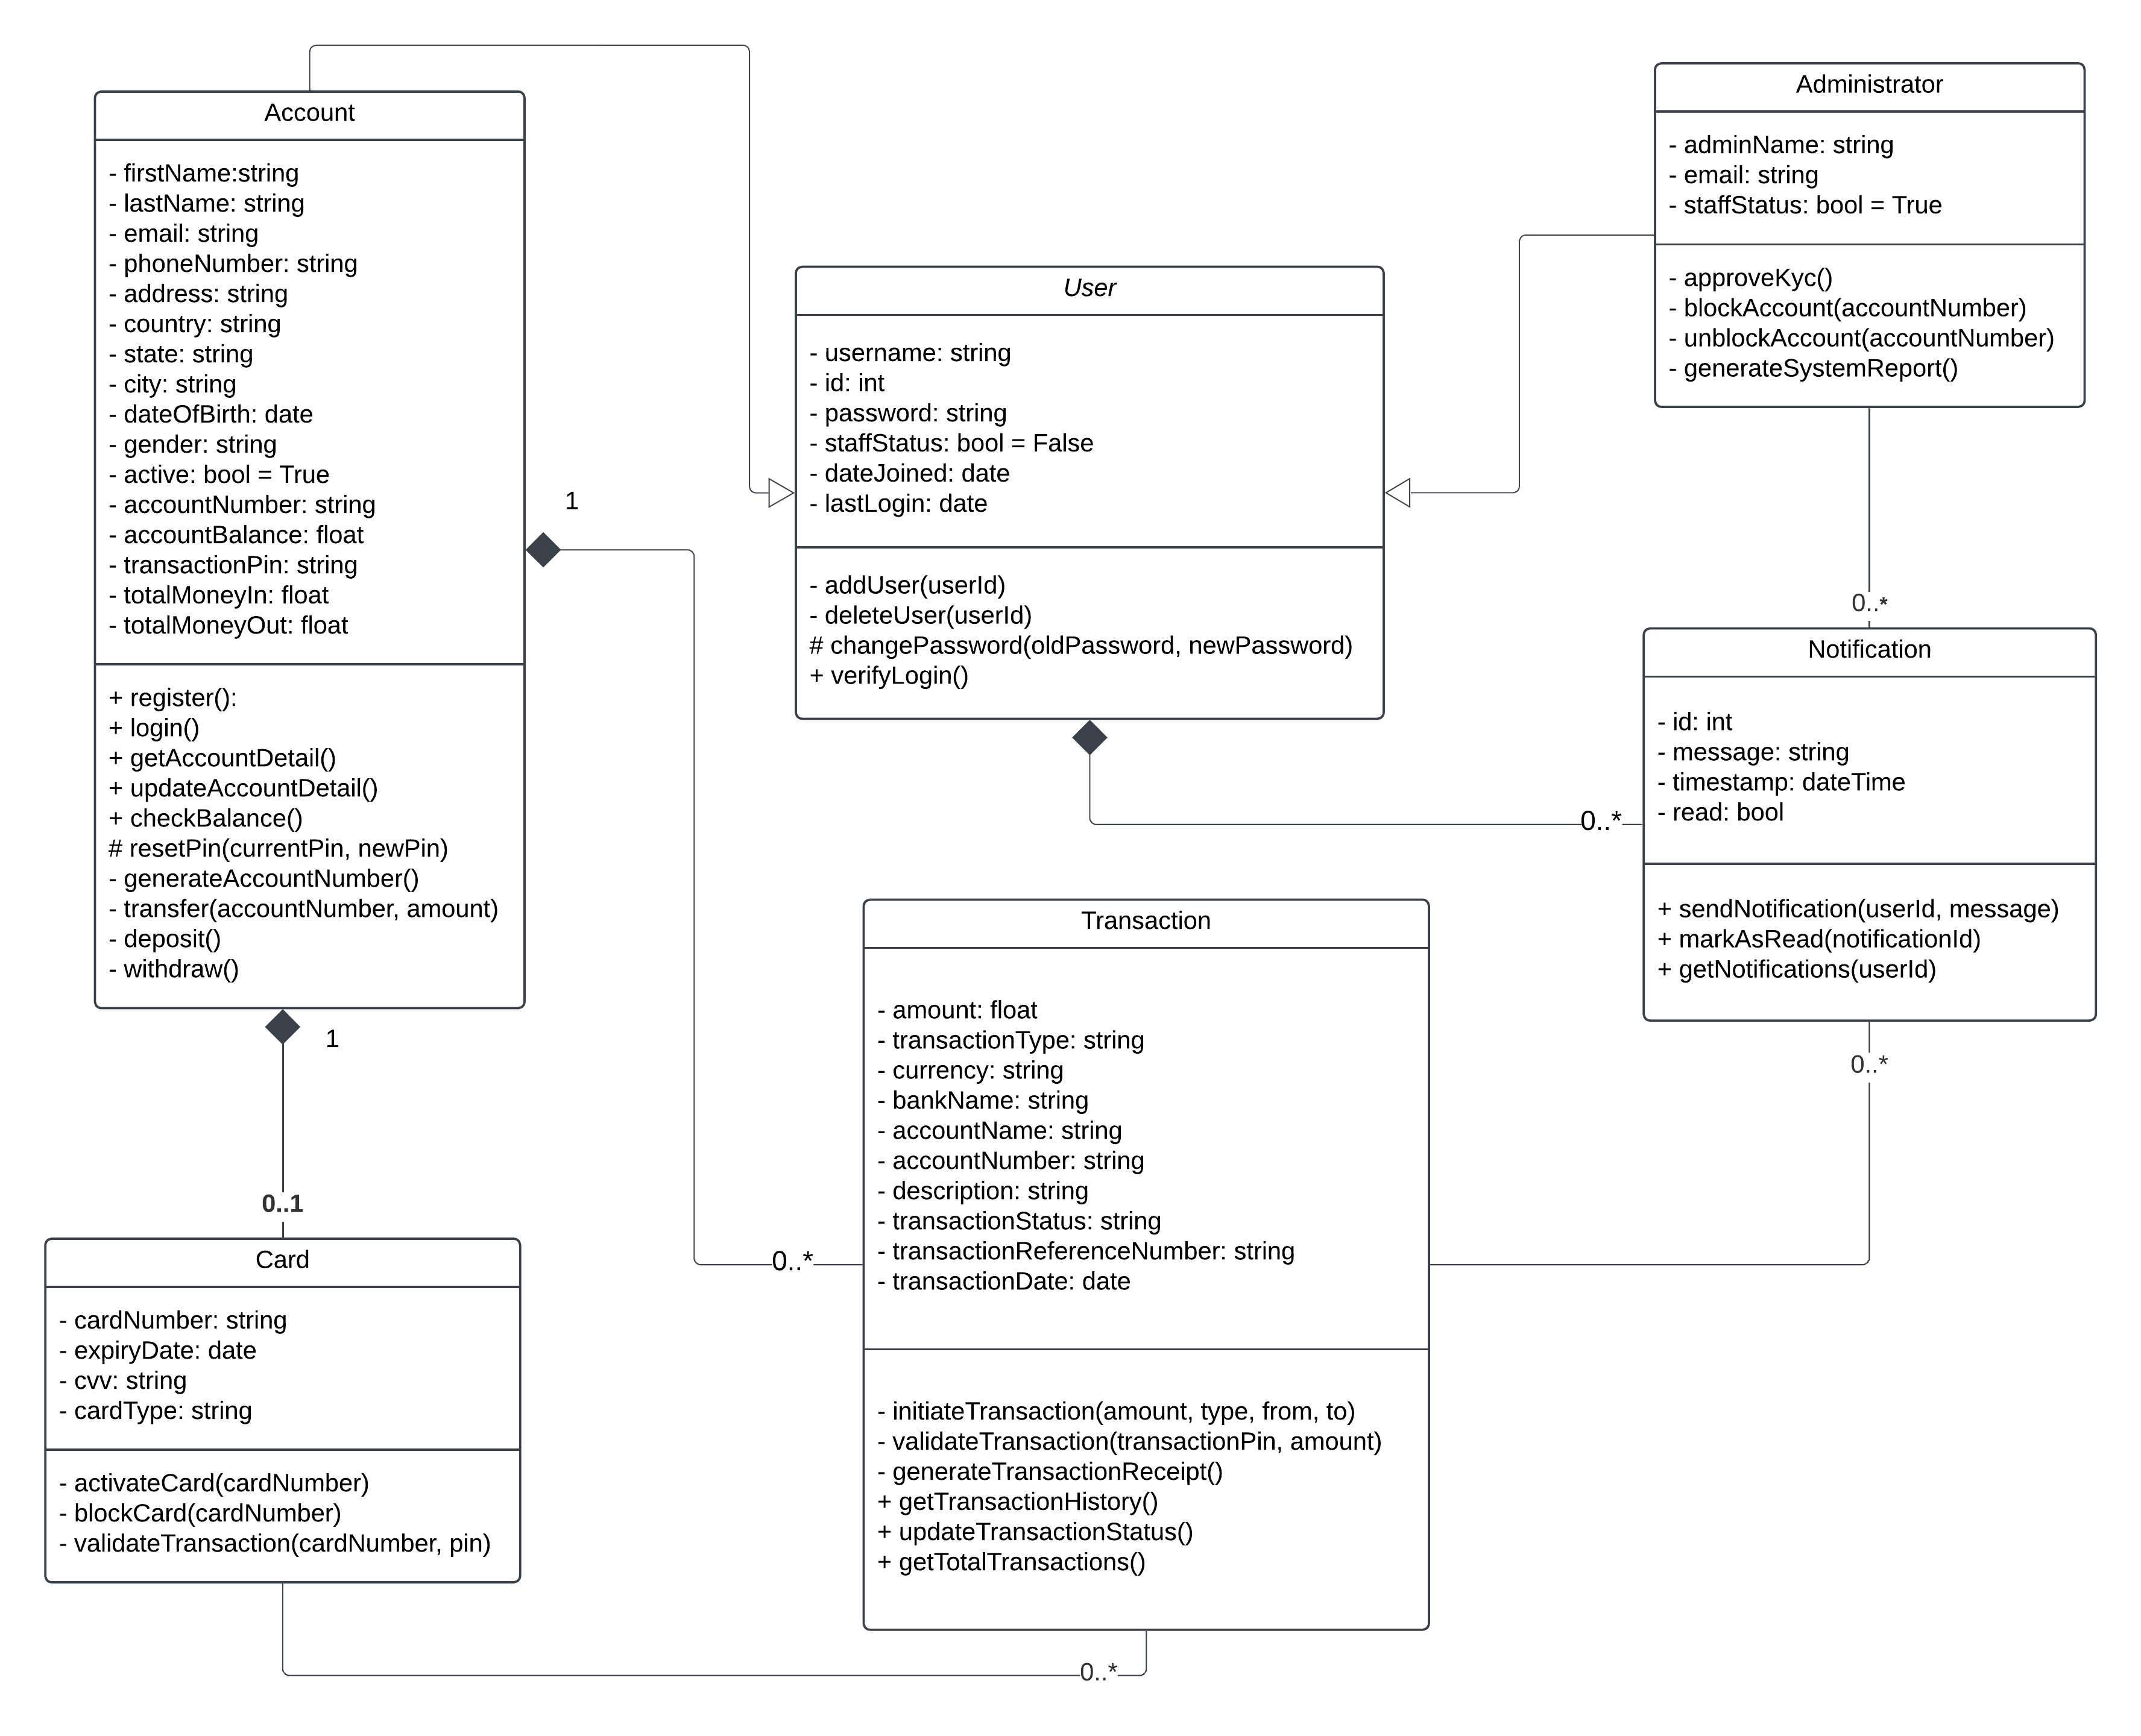 Account
- firstName:string
- lastName: string
- email: string
- phoneNumber: string
- address: string
- country: string
- state: string
- city: string
- dateOfBirth: date
- gender: string
- active: bool = True
- accountNumber: string
- accountBalance: float
- transactionPin: string
- totalMoneyIn: float
- totalMoneyOut: float
+ register():
+ login()
+ getAccountDetail()
+ updateAccountDetail()
+ checkBalance()
# resetPin(currentPin, newPin)
- generateAccountNumber()
- transfer(accountNumber, amount)
- deposit()
- withdraw()
1
1
0..1
Card
- cardNumber: string
- expiryDate: date
- cvv: string
- cardType: string
- activateCard(cardNumber)
- blockCard(cardNumber)
- validateTransaction(cardNumber, pin)
User
- username: string
- id: int
- password: string
- staffStatus: bool = False
- dateJoined: date
- lastLogin: date
- addUser(userId)
- deleteUser(userId)
# changePassword(oldPassword, newPassword)
+ verifyLogin()
0..*
Transaction
- amount: float
- transactionType: string
- currency: string
- bankName: string
- accountName: string
- accountNumber: string
- description: string
- transactionStatus: string
- transactionReferenceNumber: string
- transactionDate: date
- initiateTransaction(amount, type, from, to)
- validateTransaction(transactionPin, amount)
- generateTransactionReceipt()
+ getTransactionHistory()
+ updateTransactionStatus()
+ getTotalTransactions()
0..*
0..*
Administrator
- adminName: string
- email: string
- staffStatus: bool = True
- approveKyc()
- blockAccount(accountNumber)
- unblockAccount(accountNumber)
- generateSystemReport()
0..*
Notification
- id: int
- message: string
- timestamp: dateTime
- read: bool
+ sendNotification(userId, message)
+ markAsRead(notificationId)
+ getNotifications(userId)
0..*